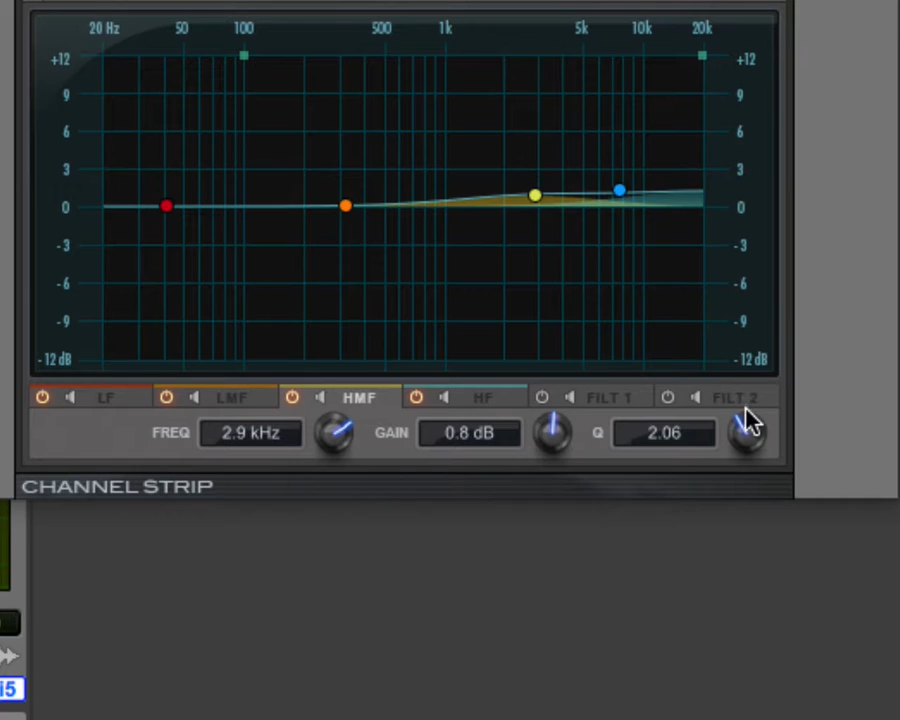 20 Hz 50 100 500 1k 5k 10k 20k
+12 +12
9 9
6 6
3 3
0 0
-3 -3
-6 -6
-9 -9
-12 dB -12 dB
LF LMF HMF HF FILT 1 FILT 2
FREQ 2.9 kHz GAIN 0.8 dB Q 2.06
CHANNEL STRIP
i5